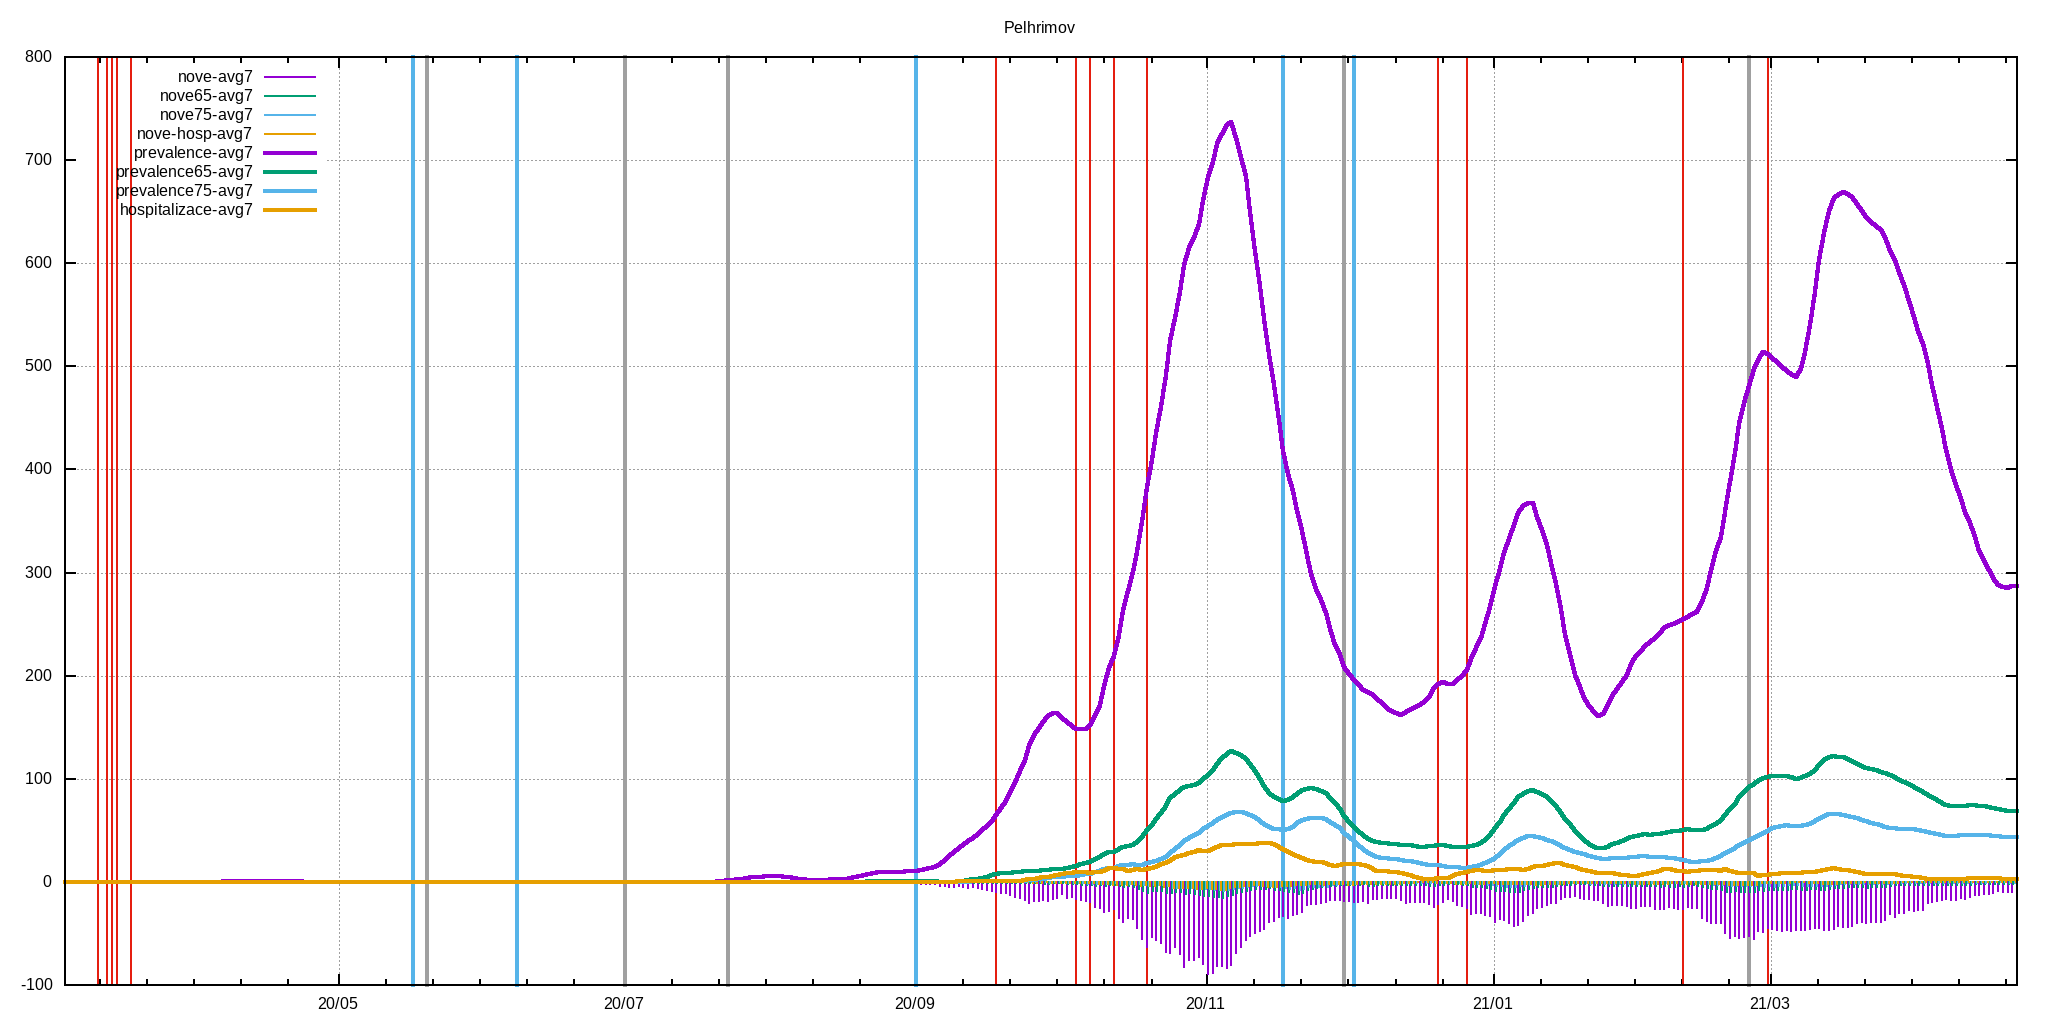 Pelhrimov
800
700
600
500
400
300
200
100
0
-100
nove-avg7
nove65-avg7
nove75-avg7
nove-hosp-avg7
prevalence-avg7
prevalence65-avg7
prevalence75-avg7
hospitalizace-avg7
20/05 20/07 20/09 20/11 21/01 21/03